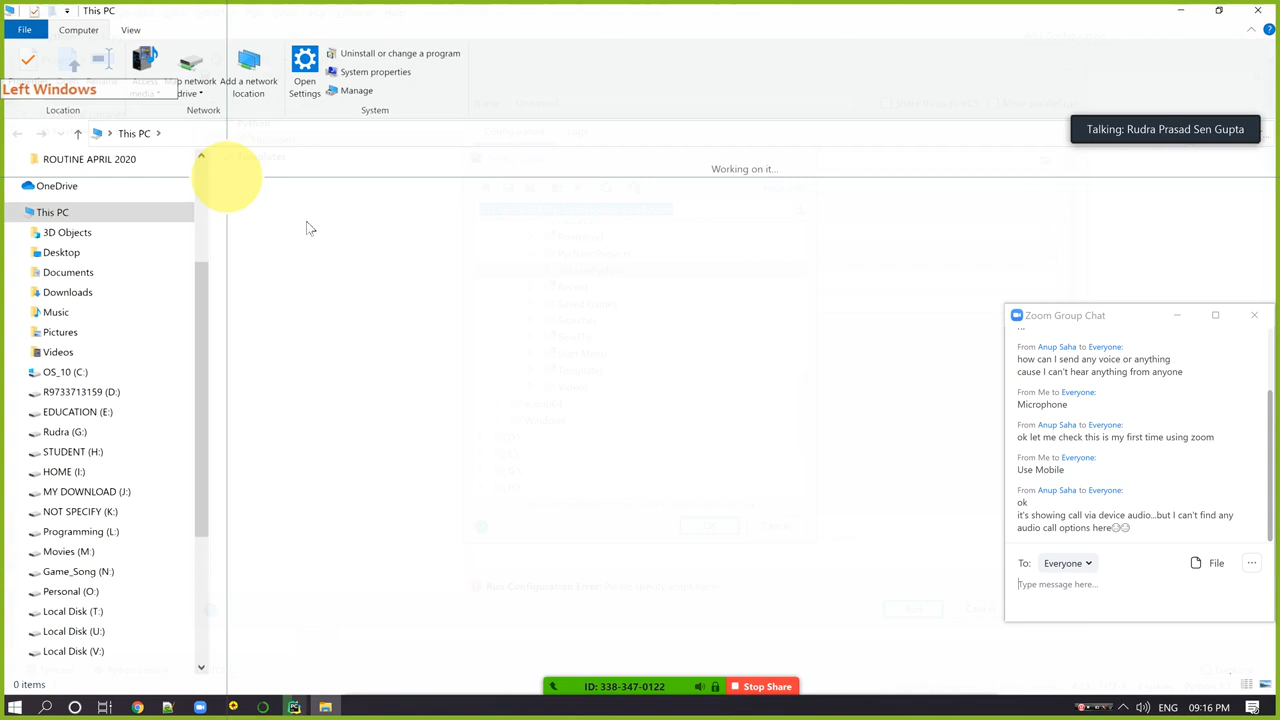 This PC
File
Computer
View
Uninstall or change a program
System properties
Manage
Open
Settings
Add a network
location
network
drive
Access
media
Left Windows
Location
Network
System
This PC
Talking: Rudra Prasad Sen Gupta
ROUTINE APRIL 2020
OneDrive
This PC
3D Objects
Desktop
Documents
Downloads
Music
Pictures
Videos
OS_10 (C:)
R9733713159 (D:)
EDUCATION (E:)
Rudra (G:)
STUDENT (H:)
HOME (I:)
MY DOWNLOAD (J:)
NOT SPECIFY (K:)
Programming (L:)
Movies (M:)
Game_Song (N:)
Personal (O:)
Local Disk (T:)
Local Disk (U:)
Local Disk (V:)
0 items
Working on it...
Zoom Group Chat
From Anup Saha to Everyone:
how can I send any voice or anything
cause I can't hear anything from anyone
From Me to Everyone:
Microphone
From Anup Saha to Everyone:
ok let me check this is my first time using zoom
From Me to Everyone:
Use Mobile
From Anup Saha to Everyone:
ok
it's showing call via device audio...but I can't find any
audio call options here
To: Everyone
File
Type message here...
ID: 338-347-0122
Stop Share
ENG
09:16 PM